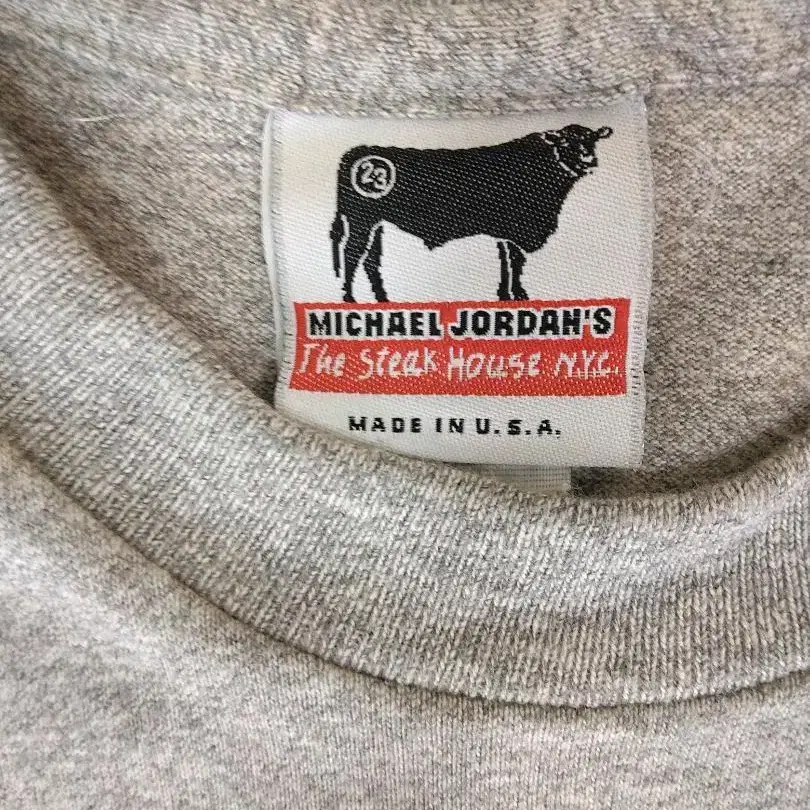 23
MICHAEL JORDAN'S
The Steak House N.Y.C.
MADE IN U.S.A.